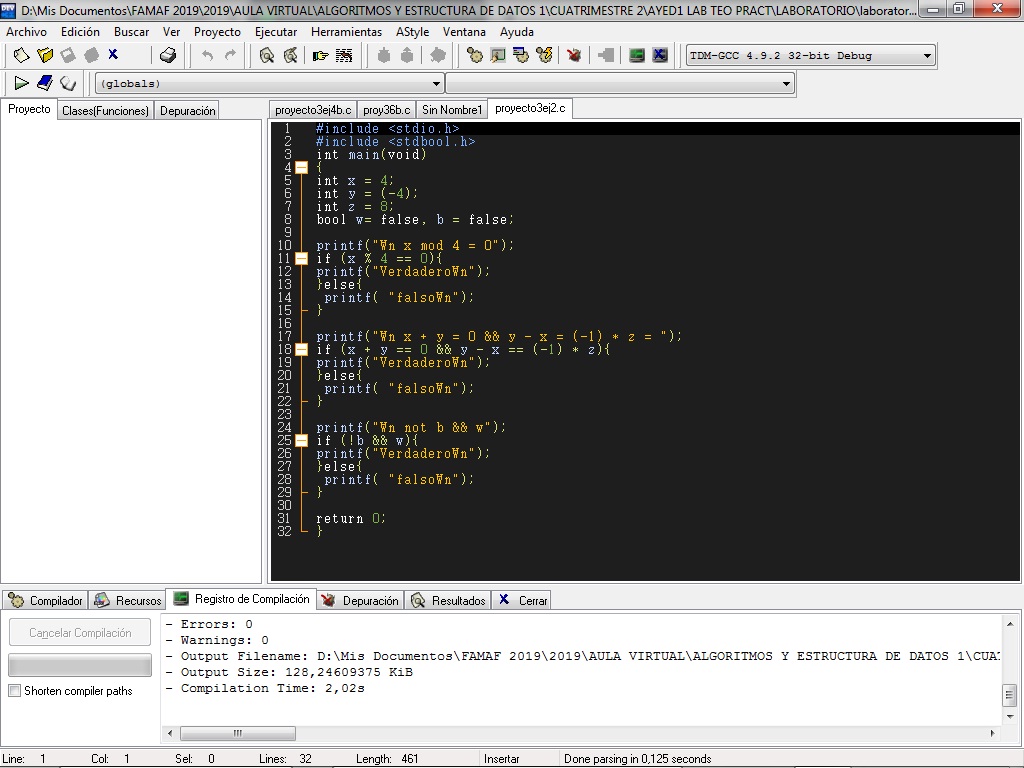 D:\Mis Documentos\FAMAF 2019\2019\AULA VIRTUAL\ALGORITMOS Y ESTRUCTURA DE DATOS 1\CUATRIMESTRE 2\AYED1 LAB TEO PRACT\LABORATORIO\laborator...
Archivo Edición Buscar Ver Proyecto Ejecutar Herramientas AStyle Ventana Ayuda
TDM-GCC 4.9.2 32-bit Debug
(globals)
Proyecto Clases(Funciones) Depuración
proyecto3ej4b.c proy36b.c Sin Nombre1 proyecto3ej2.c
1 #include <stdio.h>
2 #include <stdbool.h>
3 int main(void)
4 {
5 int x = 4;
6 int y = (-4);
7 int z = 8;
8 bool w= false, b = false;
9
10 printf("₩n x mod 4 = 0");
11 if (x % 4 == 0){
12 printf("Verdadero₩n");
13 }else{
14 printf( "falso₩n");
15 }
16
17 printf("₩n x + y = 0 && y - x = (-1) * z = ");
18 if (x + y == 0 && y - x == (-1) * z){
19 printf("Verdadero₩n");
20 }else{
21 printf( "falso₩n");
22 }
23
24 printf("₩n not b && w");
25 if (!b && w){
26 printf("Verdadero₩n");
27 }else{
28 printf( "falso₩n");
29 }
30
31 return 0;
32 }
Compilador Recursos Registro de Compilación Depuración Resultados Cerrar
Cancelar Compilación
Shorten compiler paths
- Errors: 0
- Warnings: 0
- Output Filename: D:\Mis Documentos\FAMAF 2019\2019\AULA VIRTUAL\ALGORITMOS Y ESTRUCTURA DE DATOS 1\CUAT
- Output Size: 128,24609375 KiB
- Compilation Time: 2,02s
Line: 1 Col: 1 Sel: 0 Lines: 32 Length: 461 Insertar Done parsing in 0,125 seconds